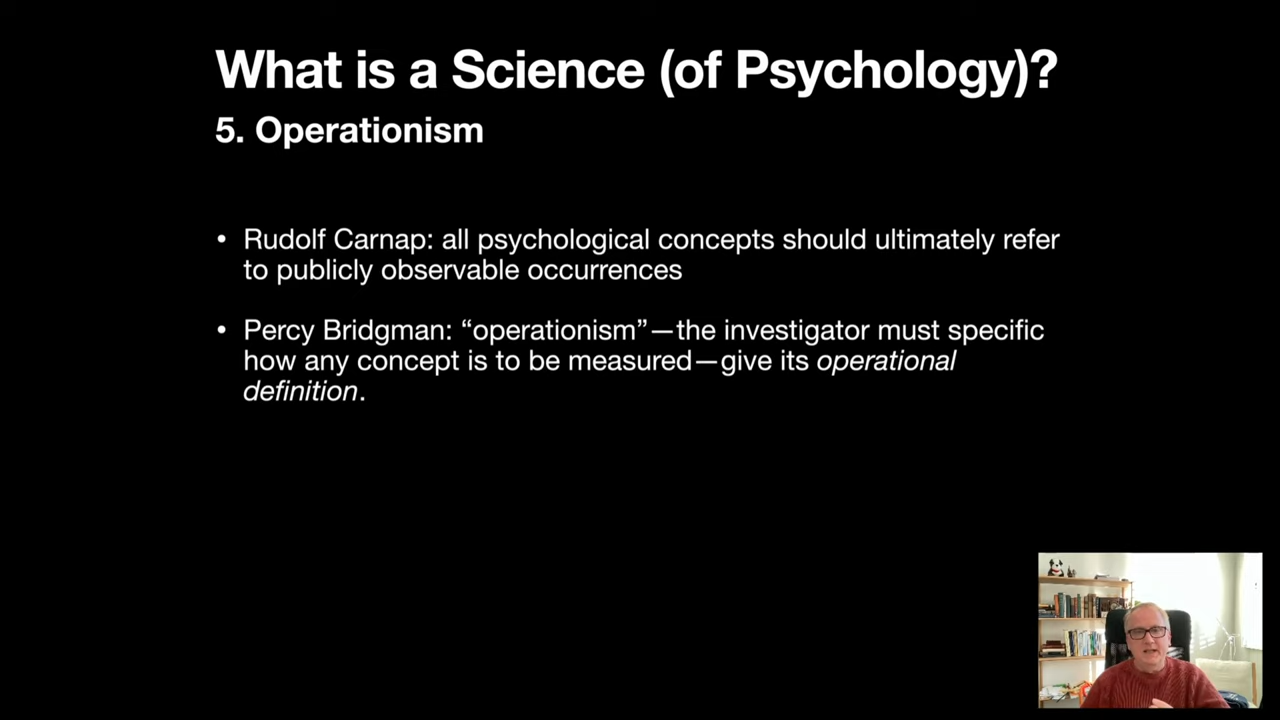 What is a Science (of Psychology)?
5. Operationism
• Rudolf Carnap: all psychological concepts should ultimately refer
to publicly observable occurrences
• Percy Bridgman: “operationism”—the investigator must specific
how any concept is to be measured—give its operational
definition.